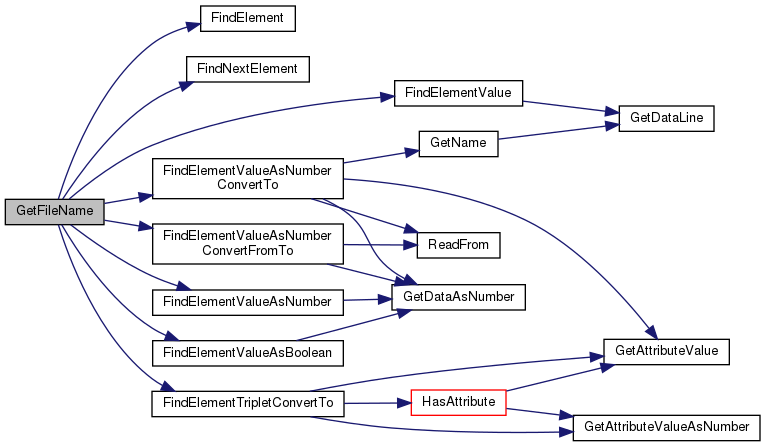 FindElement
FindNextElement
FindElementValue
GetDataLine
GetName
FindElementValueAsNumber
ConvertTo
GetFileName
FindElementValueAsNumber
ConvertFromTo
ReadFrom
FindElementValueAsNumber
GetDataAsNumber
FindElementValueAsBoolean
GetAttributeValue
FindElementTripletConvertTo
HasAttribute
GetAttributeValueAsNumber